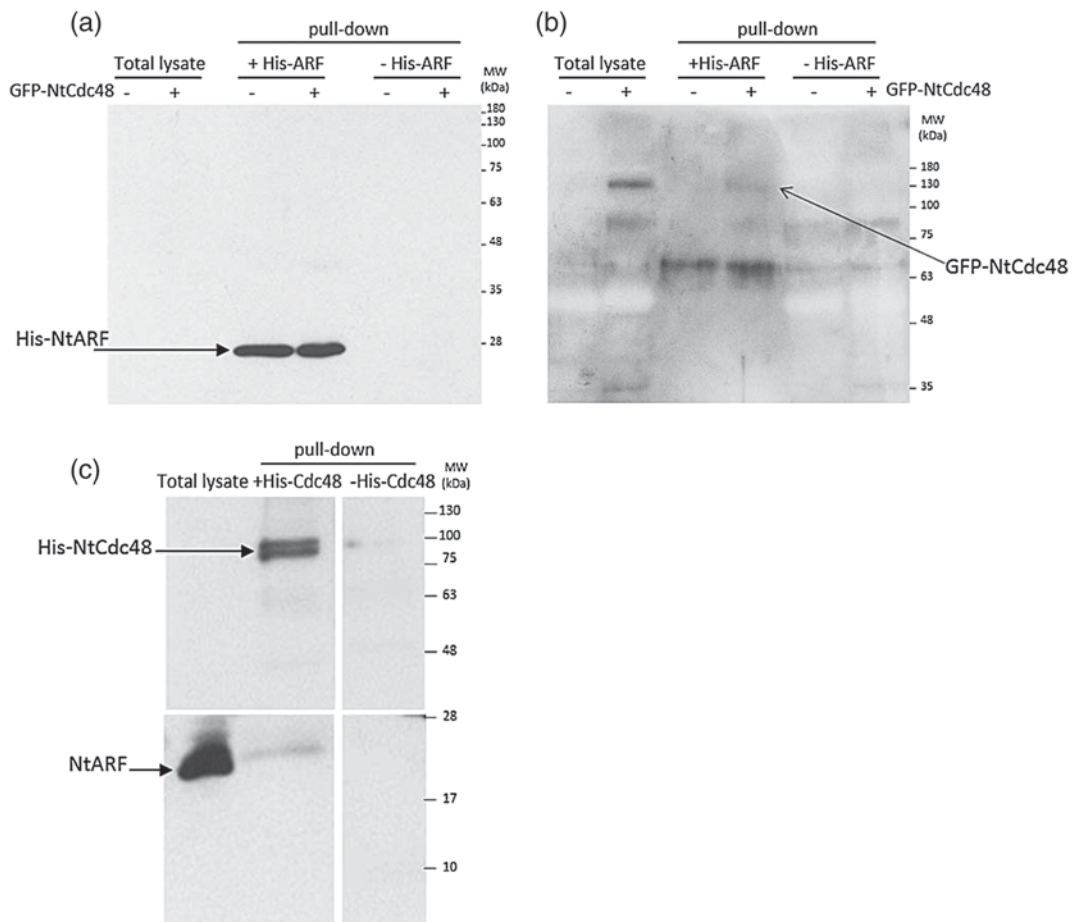 (a)
pull-down
Total lysate + His-ARF - His-ARF
MW
(kDa)
GFP-NtCdc48 - + - + - +
180
130
100
75
63
48
35
28
His-NtARF
(b)
pull-down
Total lysate +His-ARF - His-ARF
- + - + - + GFP-NtCdc48
MW
(kDa)
180
130
100
75
63
48
35
GFP-NtCdc48
(c)
pull-down
Total lysate +His-Cdc48 -His-Cdc48
MW
(kDa)
130
100
75
63
48
His-NtCdc48
28
17
10
NtARF